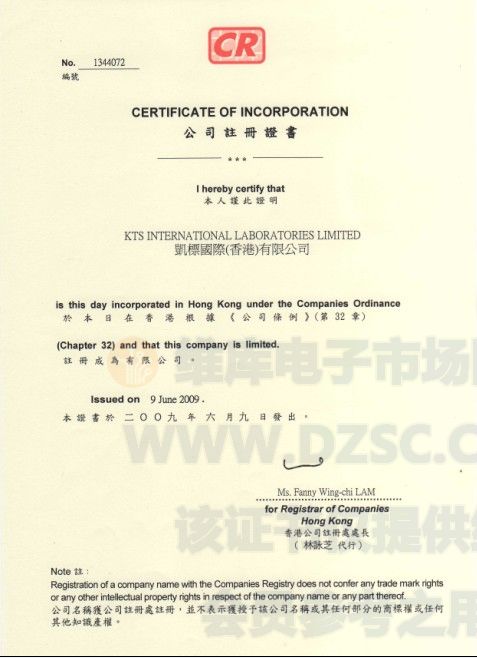 CR
No. 1344072
編號
CERTIFICATE OF INCORPORATION
公司註冊證書
***
I hereby certify that
本人謹此證明
KTS INTERNATIONAL LABORATORIES LIMITED
凱標國際(香港)有限公司
is this day incorporated in Hong Kong under the Companies Ordinance
於本日在香港根據《公司條例》(第32章)
(Chapter 32) and that this company is limited.
註冊成為有限公司。
维库电子市场
Issued on 9 June 2009.
本證書於二〇〇九年六月九日發出。
WWW.DZSC.C
Ms. Fanny Wing-chi LAM
for Registrar of Companies
Hong Kong
香港公司註冊處處長
(林詠芝代行)
该证 提供
Note 註:
Registration of a company name with the Companies Registry does not confer any trade mark rights
or any other intellectual property rights in respect of the company name or any part thereof.
公司名稱獲公司註冊處註冊,並不表示獲授予該公司名稱或其任何部分的商標權或任何
其他知識產權。
会员参考之用